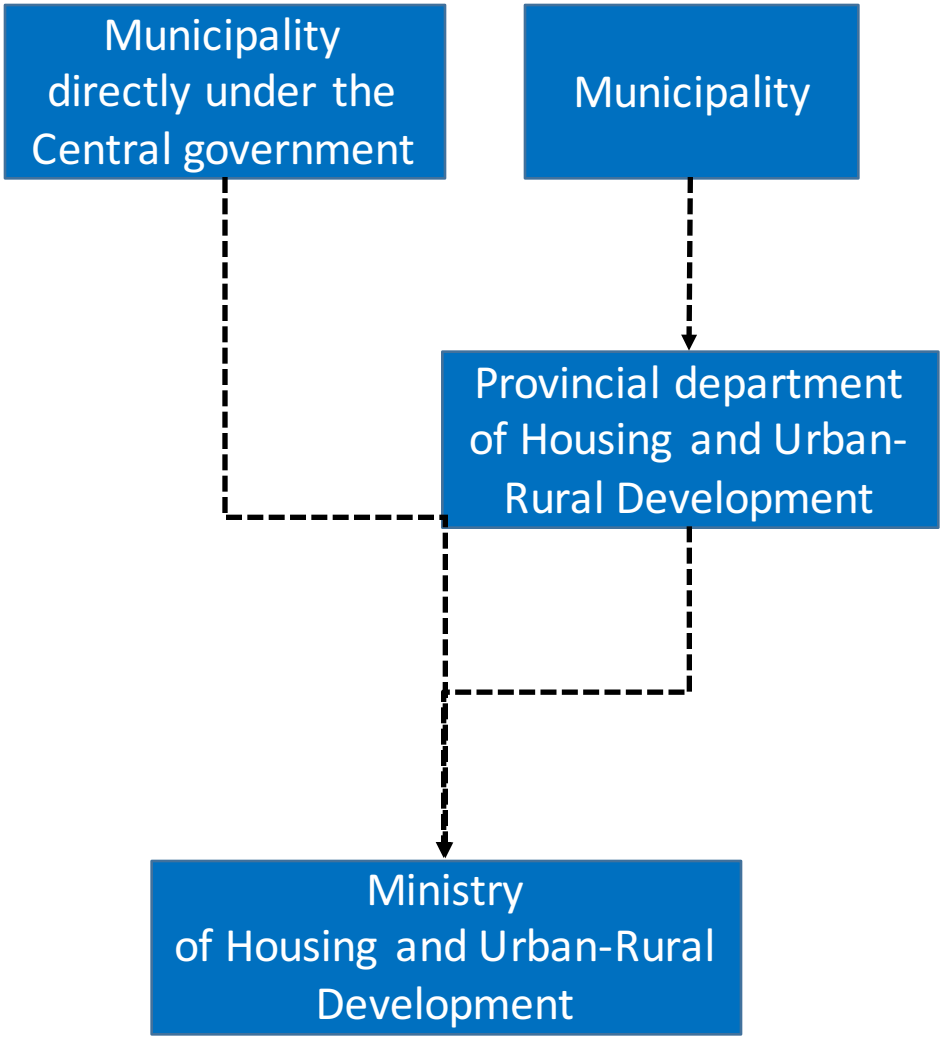 Municipality
directly under the
Central government
Municipality
Provincial department
of Housing and Urban-
Rural Development
Ministry
of Housing and Urban-Rural
Development